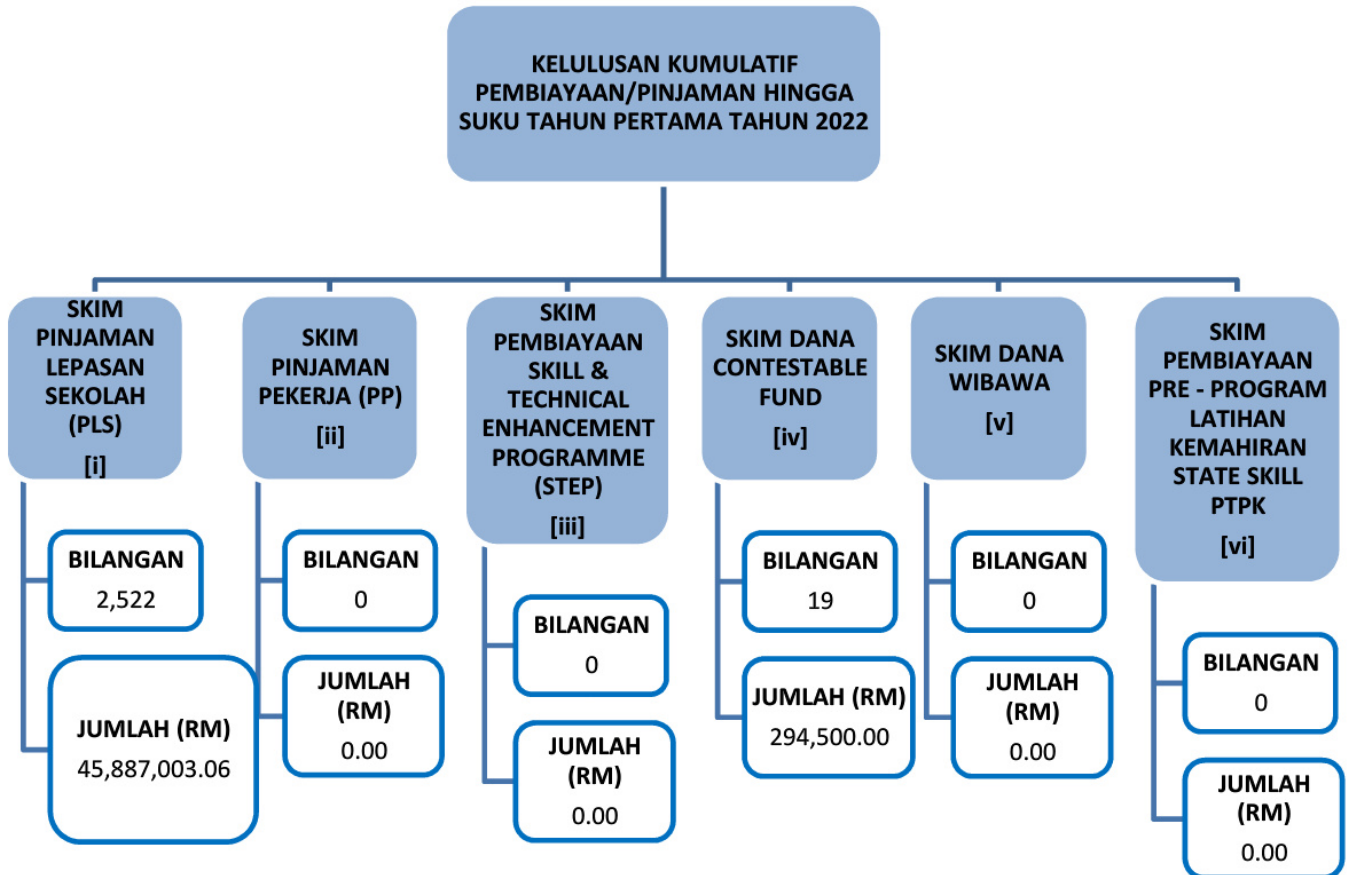 KELULUSAN KUMULATIF
PEMBIAYAAN/PINJAMAN HINGGA
SUKU TAHUN PERTAMA TAHUN 2022
SKIM
PINJAMAN
LEPASAN
SEKOLAH
(PLS)
[i]
BILANGAN
2,522
JUMLAH (RM)
45,887,003.06
SKIM
PINJAMAN
PEKERJA (PP)
[ii]
BILANGAN
0
JUMLAH
(RM)
0.00
SKIM
PEMBIAYAAN
SKILL &
TECHNICAL
ENHANCEMENT
PROGRAMME
(STEP)
[iii]
BILANGAN
0
JUMLAH
(RM)
0.00
SKIM DANA
CONTESTABLE
FUND
[iv]
BILANGAN
19
JUMLAH (RM)
294,500.00
SKIM DANA
WIBAWA
[v]
BILANGAN
0
JUMLAH
(RM)
0.00
SKIM
PEMBIAYAAN
PRE - PROGRAM
LATIHAN
KEMAHIRAN
STATE SKILL
PTPK
[vi]
BILANGAN
0
JUMLAH
(RM)
0.00